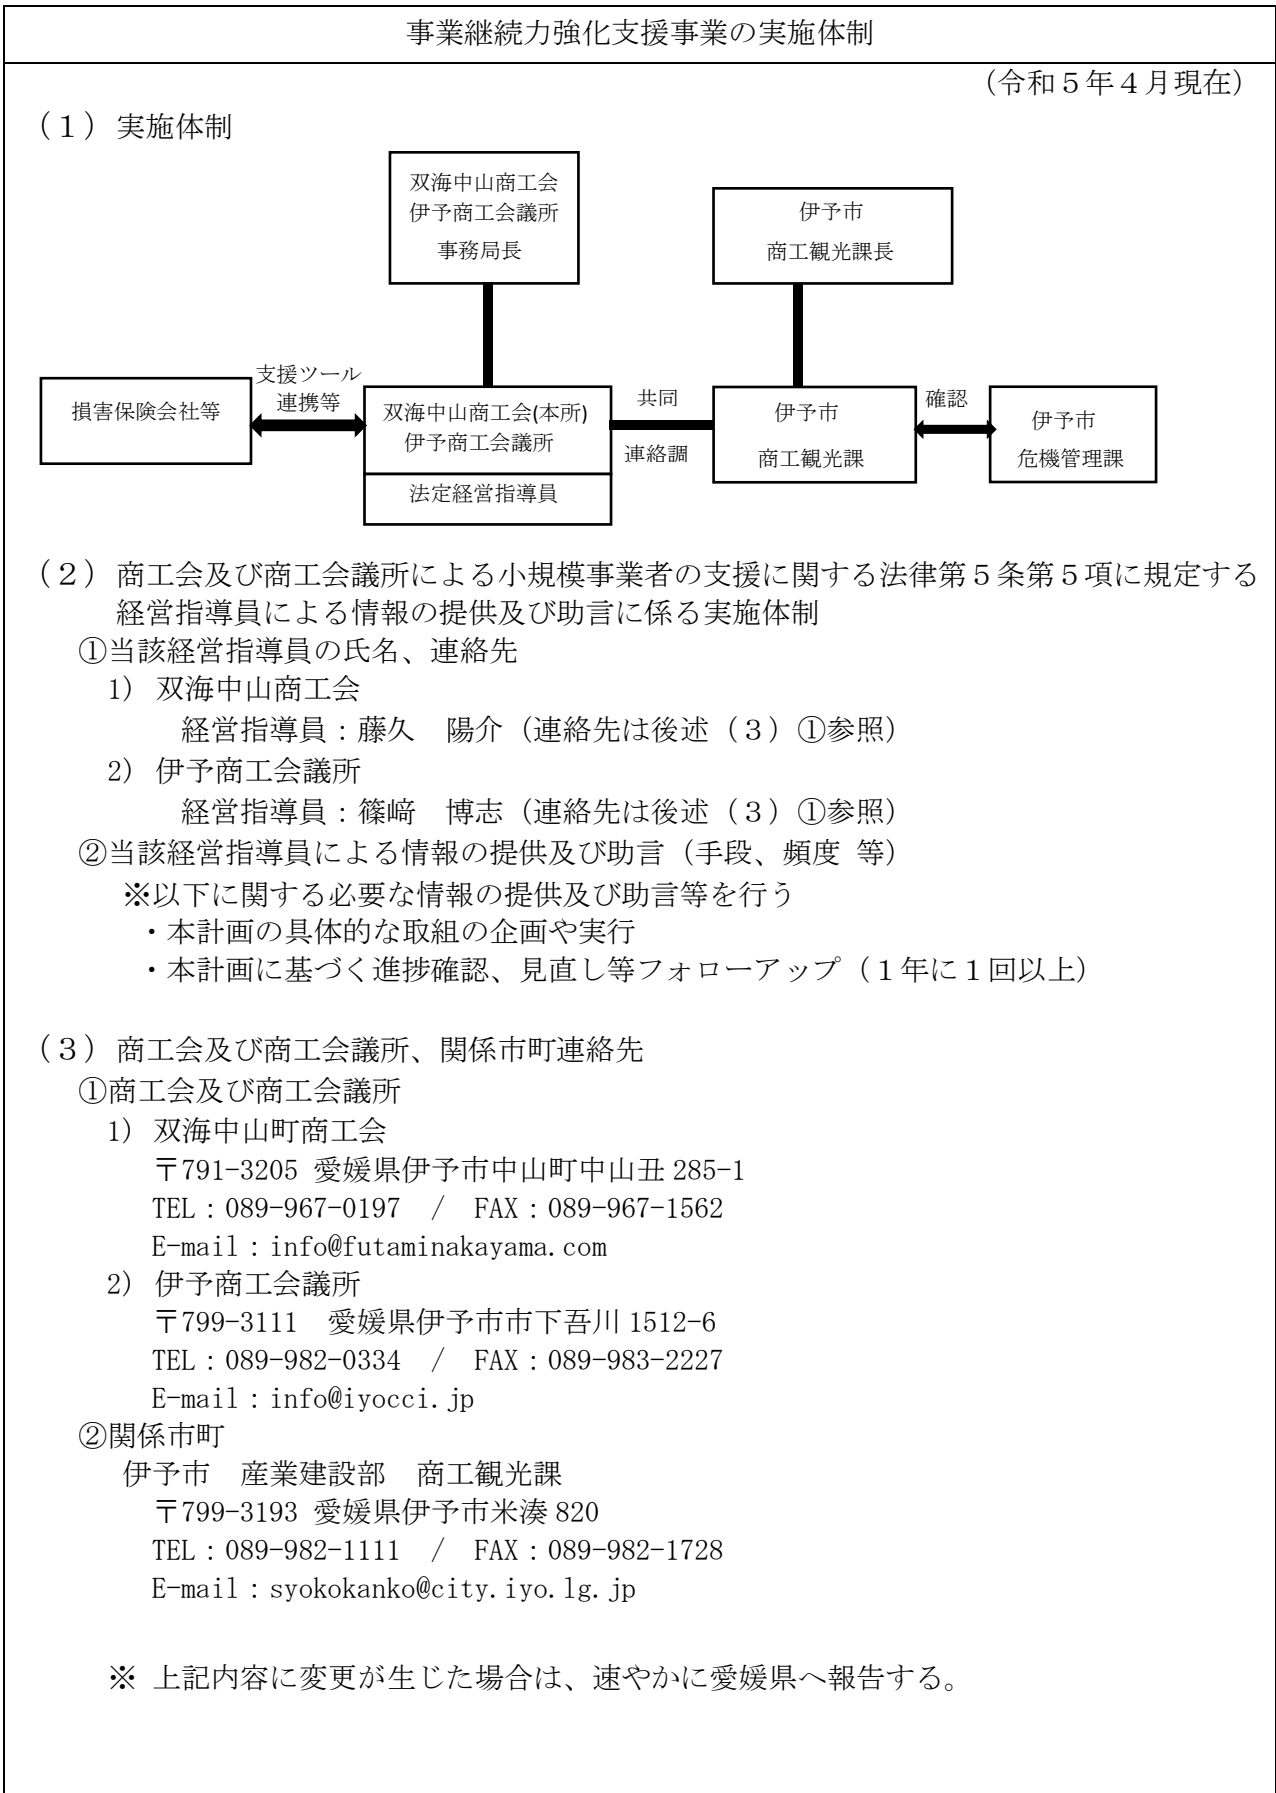 事業継続力強化支援事業の実施体制
（令和５年４月現在）
（１）実施体制
双海中山商工会
伊予商工会議所
事務局長
伊予市
商工観光課長
損害保険会社等
支援ツール
連携等
双海中山商工会(本所)
伊予商工会議所
法定経営指導員
共同
連絡調
伊予市
商工観光課
確認
伊予市
危機管理課
（２）商工会及び商工会議所による小規模事業者の支援に関する法律第５条第５項に規定する
経営指導員による情報の提供及び助言に係る実施体制
①当該経営指導員の氏名、連絡先
1) 双海中山商工会
経営指導員：藤久　陽介（連絡先は後述（３）①参照）
2) 伊予商工会議所
経営指導員：篠﨑　博志（連絡先は後述（３）①参照）
②当該経営指導員による情報の提供及び助言（手段、頻度 等）
※以下に関する必要な情報の提供及び助言等を行う
・本計画の具体的な取組の企画や実行
・本計画に基づく進捗確認、見直し等フォローアップ（１年に１回以上）
（３）商工会及び商工会議所、関係市町連絡先
①商工会及び商工会議所
1) 双海中山町商工会
〒791-3205 愛媛県伊予市中山町中山丑 285-1
TEL：089-967-0197　/　FAX：089-967-1562
E-mail：info@futaminakayama.com
2) 伊予商工会議所
〒799-3111　愛媛県伊予市市下吾川 1512-6
TEL：089-982-0334　/　FAX：089-983-2227
E-mail：info@iyocci.jp
②関係市町
伊予市　産業建設部　商工観光課
〒799-3193 愛媛県伊予市米湊 820
TEL：089-982-1111　/　FAX：089-982-1728
E-mail：syokokanko@city.iyo.lg.jp
※ 上記内容に変更が生じた場合は、速やかに愛媛県へ報告する。